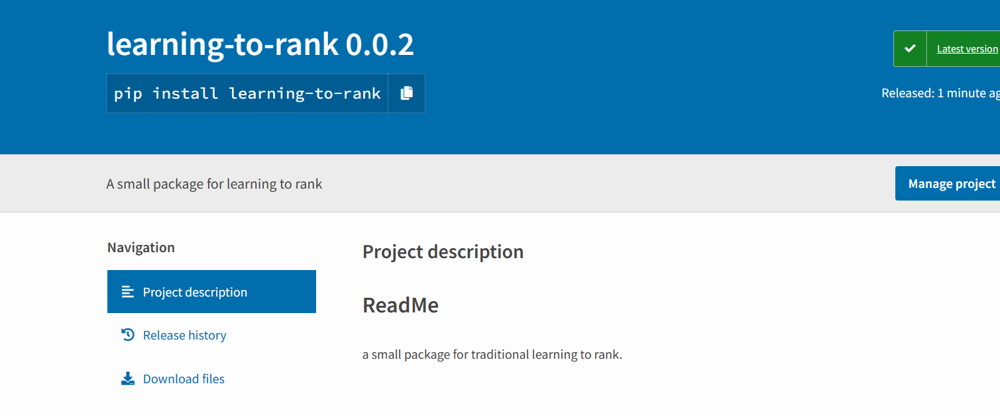 learning-to-rank 0.0.2
pip install learning-to-rank
Latest version
Released: 1 minute ag
A small package for learning to rank
Manage project
Navigation
Project description
Release history
Download files
Project description
ReadMe
a small package for traditional learning to rank.